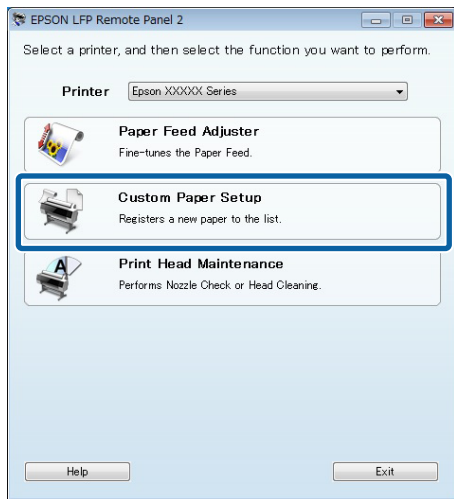 EPSON LFP Remote Panel 2
Select a printer, and then select the function you want to perform.
Printer Epson XXXXX Series
Paper Feed Adjuster
Fine-tunes the Paper Feed.
Custom Paper Setup
Registers a new paper to the list.
A
Print Head Maintenance
Performs Nozzle Check or Head Cleaning.
Help Exit